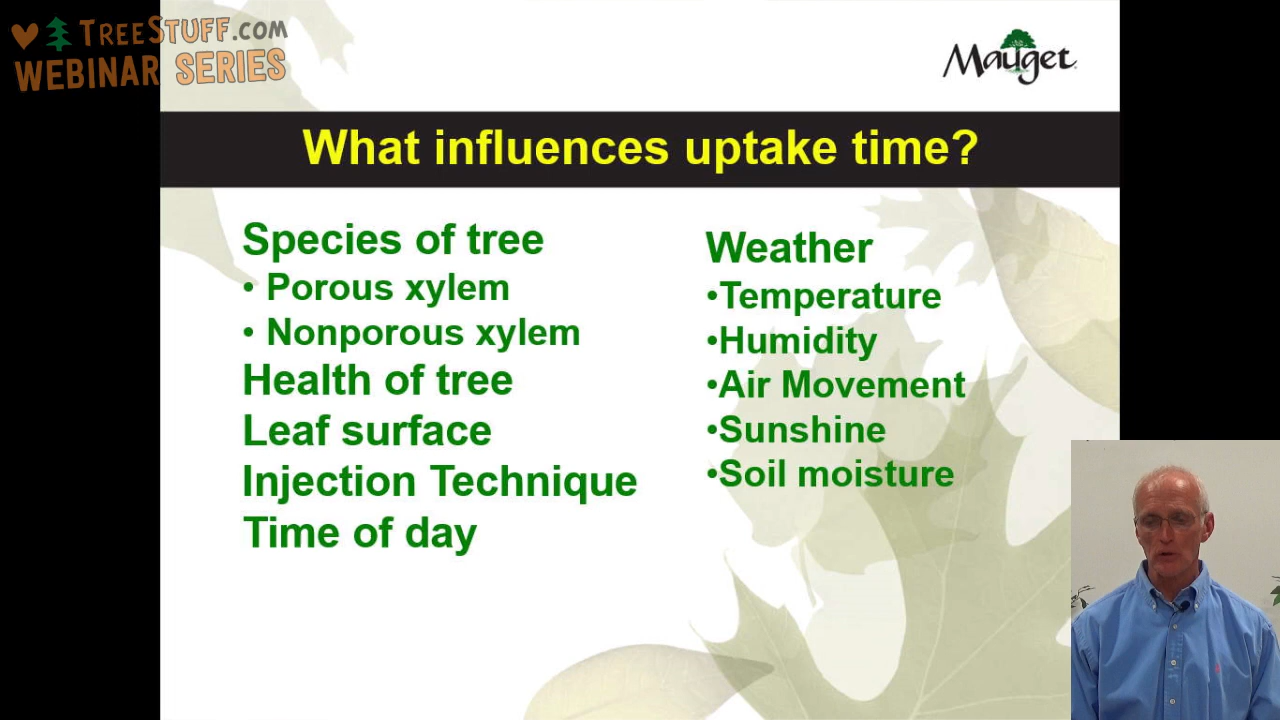 TREESTUFF.COM
WEBINAR SERIES
Mauget
What influences uptake time?
Species of tree
• Porous xylem
• Nonporous xylem
Health of tree
Leaf surface
Injection Technique
Time of day
Weather
•Temperature
•Humidity
•Air Movement
•Sunshine
•Soil moisture